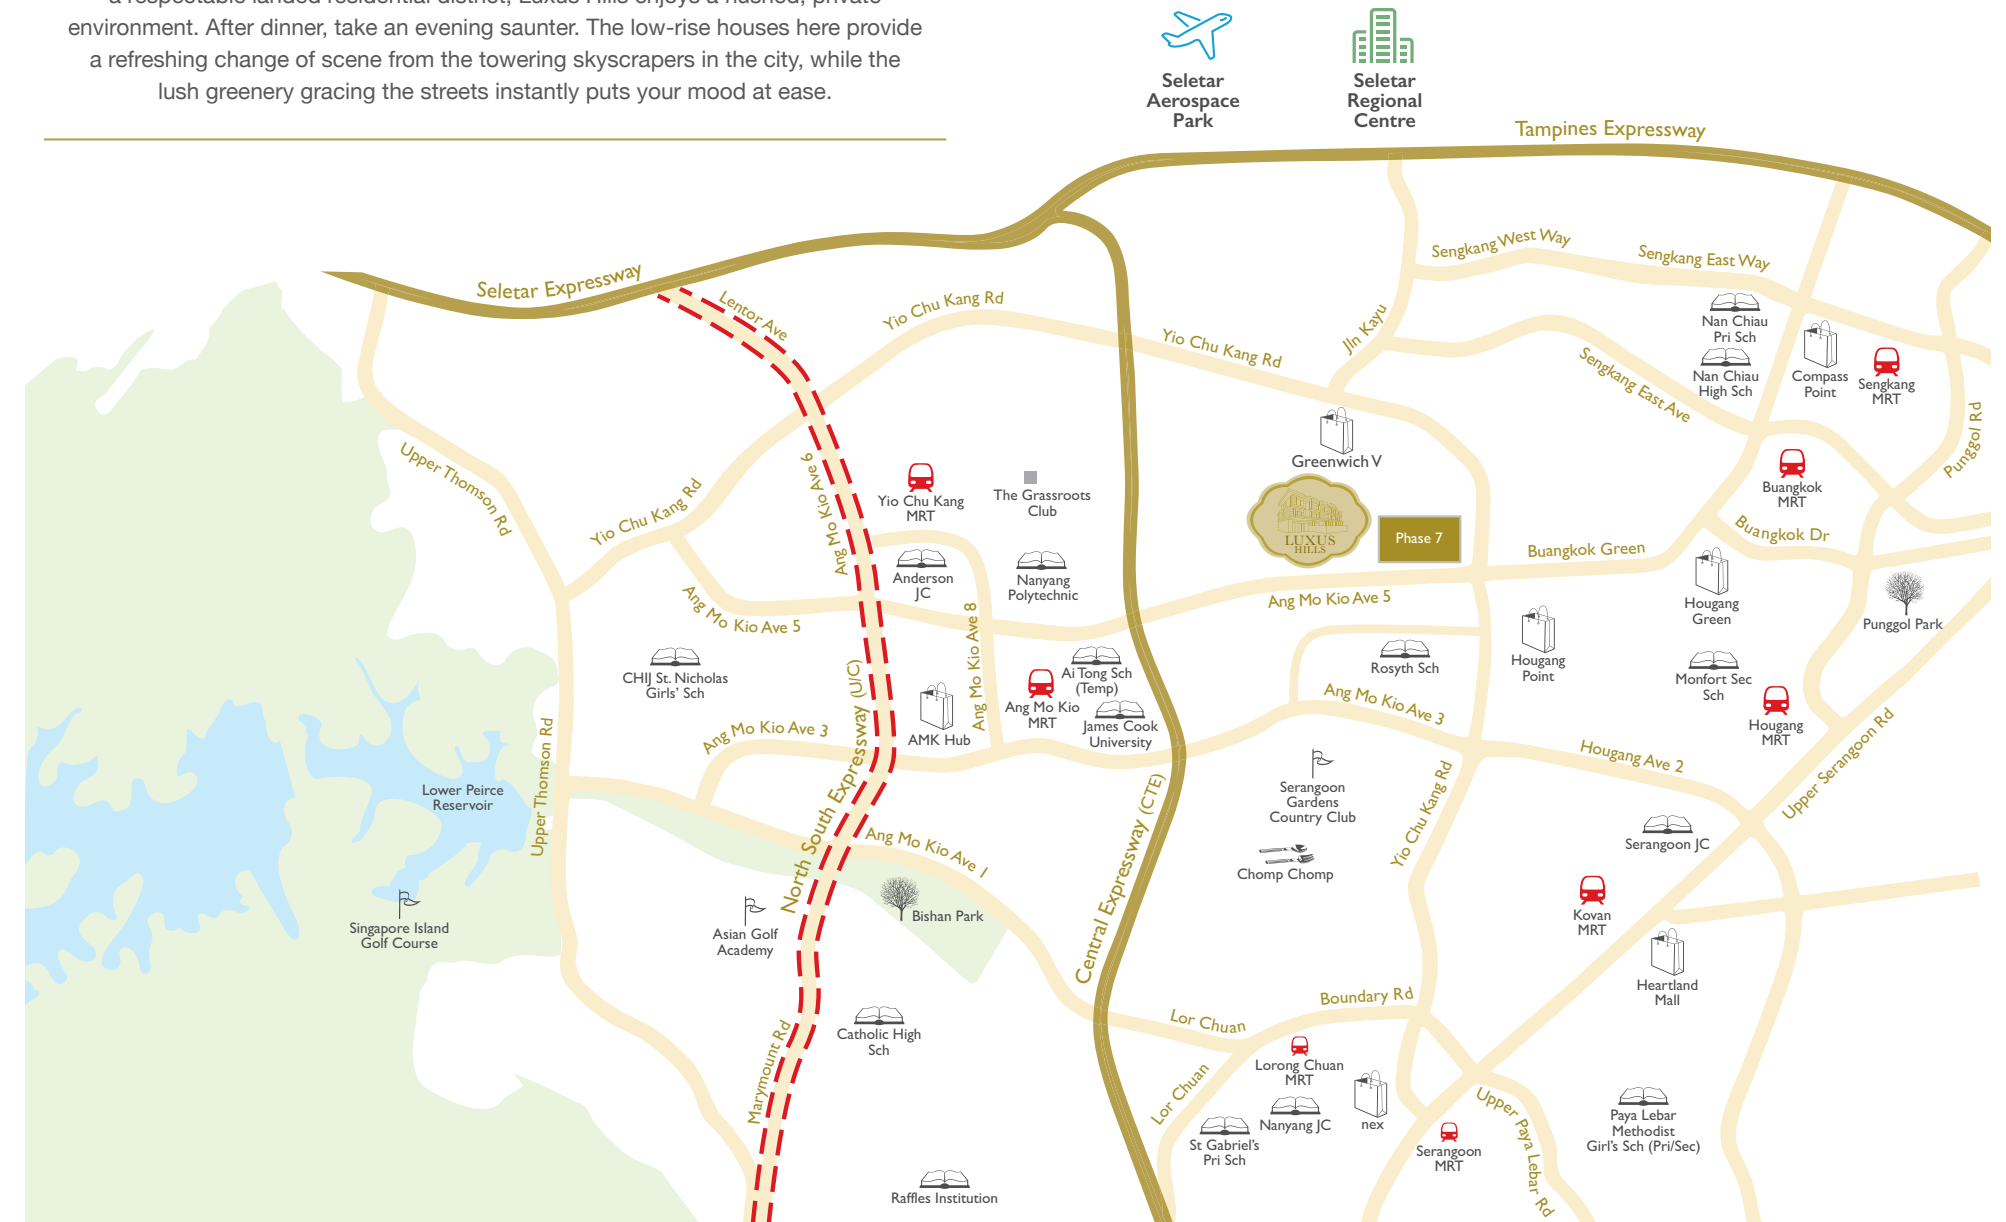 a respectable landed residential district, Luxus Hills enjoys a hushed, private
environment. After dinner, take an evening saunter. The low-rise houses here provide
a refreshing change of scene from the towering skyscrapers in the city, while the
lush greenery gracing the streets instantly puts your mood at ease.
Seletar
Aerospace
Park
Seletar
Regional
Centre
Tampines Expressway
Seletar Expressway
Lentor Ave
Yio Chu Kang Rd
Yio Chu Kang Rd
Jln Kayu
Sengkang West Way
Sengkang East Way
Nan Chiau
Pri Sch
Nan Chiau
High Sch
Compass
Point
Sengkang
MRT
Sengkang East Ave
Punggol Rd
Upper Thomson Rd
Yio Chu Kang Rd
Ang Mo Kio Ave 6
Yio Chu Kang
MRT
The Grassroots
Club
Greenwich V
LUXUS
HILLS
Phase 7
Buangkok
MRT
Buangkok Dr
Buangkok Green
Anderson
JC
Nanyang
Polytechnic
Ang Mo Kio Ave 5
Ang Mo Kio Ave 5
Ang Mo Kio Ave 8
Hougang
Green
Punggol Park
CHIJ St. Nicholas
Girls' Sch
Ai Tong Sch
(Temp)
Ang Mo Kio
MRT
James Cook
University
AMK Hub
Rosyth Sch
Hougang
Point
Monfort Sec
Sch
Hougang
MRT
Ang Mo Kio Ave 3
Ang Mo Kio Ave 3
Hougang Ave 2
Upper Serangoon Rd
Upper Thomson Rd
North South Expressway (U/C)
Lower Peirce
Reservoir
Serangoon
Gardens
Country Club
Yio Chu Kang Rd
Central Expressway (CTE)
Ang Mo Kio Ave 1
Chomp Chomp
Serangoon JC
Kovan
MRT
Singapore Island
Golf Course
Asian Golf
Academy
Bishan Park
Heartland
Mall
Boundary Rd
Lor Chuan
Lor Chuan
Marymount Rd
Catholic High
Sch
Lorong Chuan
MRT
Nanyang JC
nex
St Gabriel's
Pri Sch
Serangoon
MRT
Upper Paya Lebar Rd
Paya Lebar
Methodist
Girl's Sch (Pri/Sec)
Raffles Institution